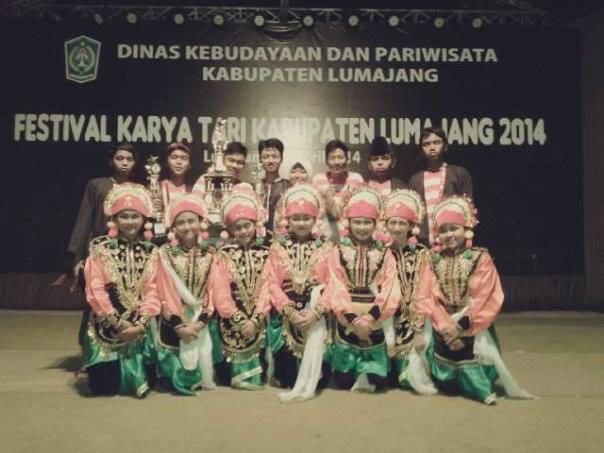 DINAS KEBUDAYAAN DAN PARIWISATA
KABUPATEN LUMAJANG
FESTIVAL KARYA TARI KABUPATEN LUMAJANG 2014